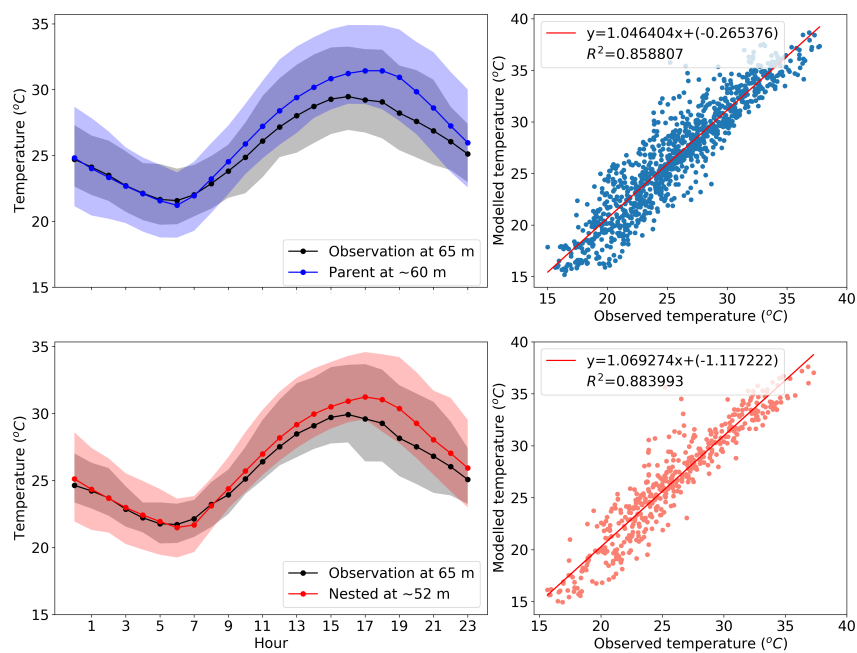 35
30
25
20
15
Temperature (°C)
Observation at 65 m
Parent at ~60 m
40
35
30
25
20
15
Modelled temperature (°C)
y=1.046404x+(-0.265376)
R²=0.858807
15 20 25 30 35 40
Observed temperature (°C)
35
30
25
20
15
Temperature (°C)
Observation at 65 m
Nested at ~52 m
1 3 5 7 9 11 13 15 17 19 21 23
Hour
40
35
30
25
20
15
Modelled temperature (°C)
y=1.069274x+(-1.117222)
R²=0.883993
15 20 25 30 35 40
Observed temperature (°C)